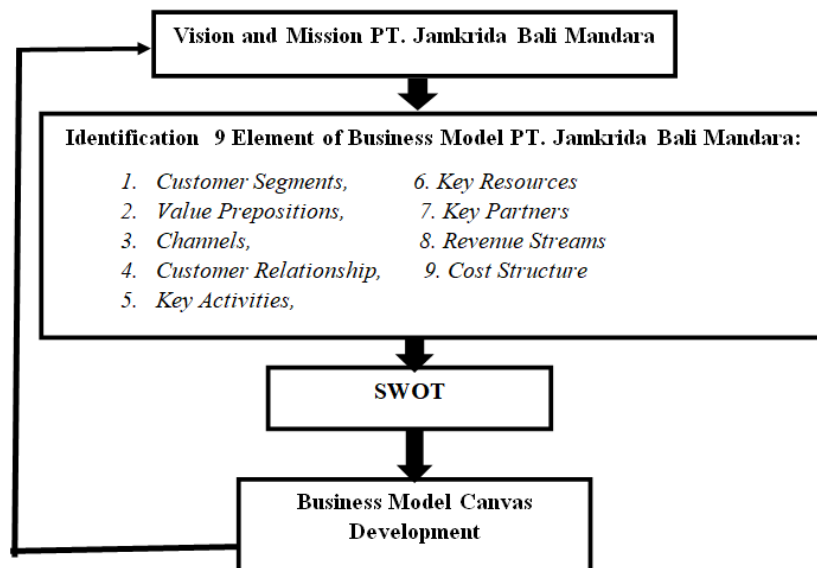 Vision and Mission PT. Jamkrida Bali Mandara
Identification 9 Element of Business Model PT. Jamkrida Bali Mandara:
1. Customer Segments,
2. Value Prepositions,
3. Channels,
4. Customer Relationship,
5. Key Activities,
6. Key Resources
7. Key Partners
8. Revenue Streams
9. Cost Structure
SWOT
Business Model Canvas
Development